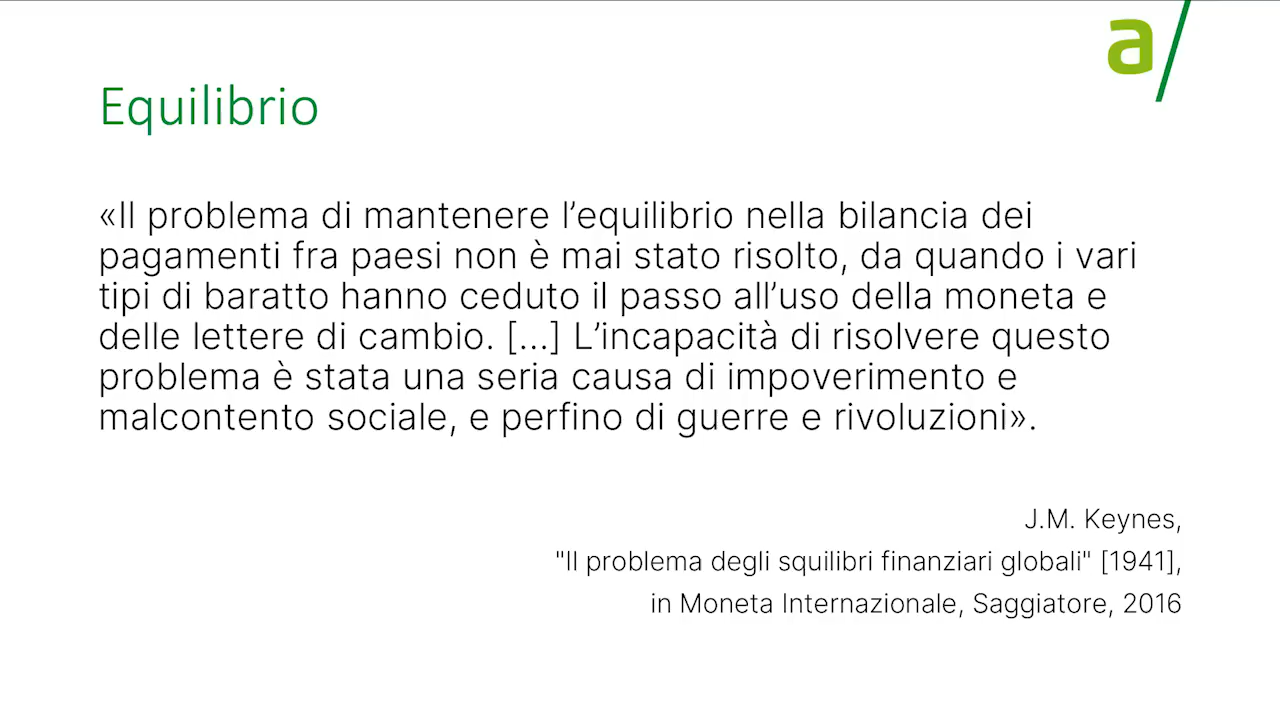 a/
Equilibrio
«Il problema di mantenere l’equilibrio nella bilancia dei
pagamenti fra paesi non è mai stato risolto, da quando i vari
tipi di baratto hanno ceduto il passo all’uso della moneta e
delle lettere di cambio. [...] L’incapacità di risolvere questo
problema è stata una seria causa di impoverimento e
malcontento sociale, e perfino di guerre e rivoluzioni».
J.M. Keynes,
"Il problema degli squilibri finanziari globali" [1941],
in Moneta Internazionale, Saggiatore, 2016